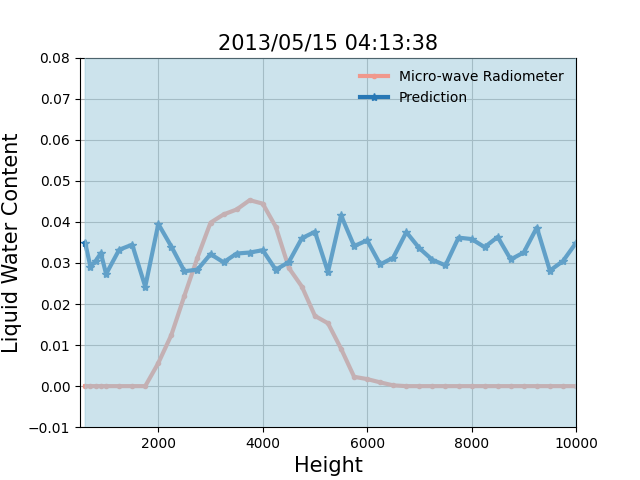 2013/05/15 04:13:38
Liquid Water Content
0.08
0.07
0.06
0.05
0.04
0.03
0.02
0.01
0.00
−0.01
Micro-wave Radiometer
Prediction
2000 4000 6000 8000 10000
Height